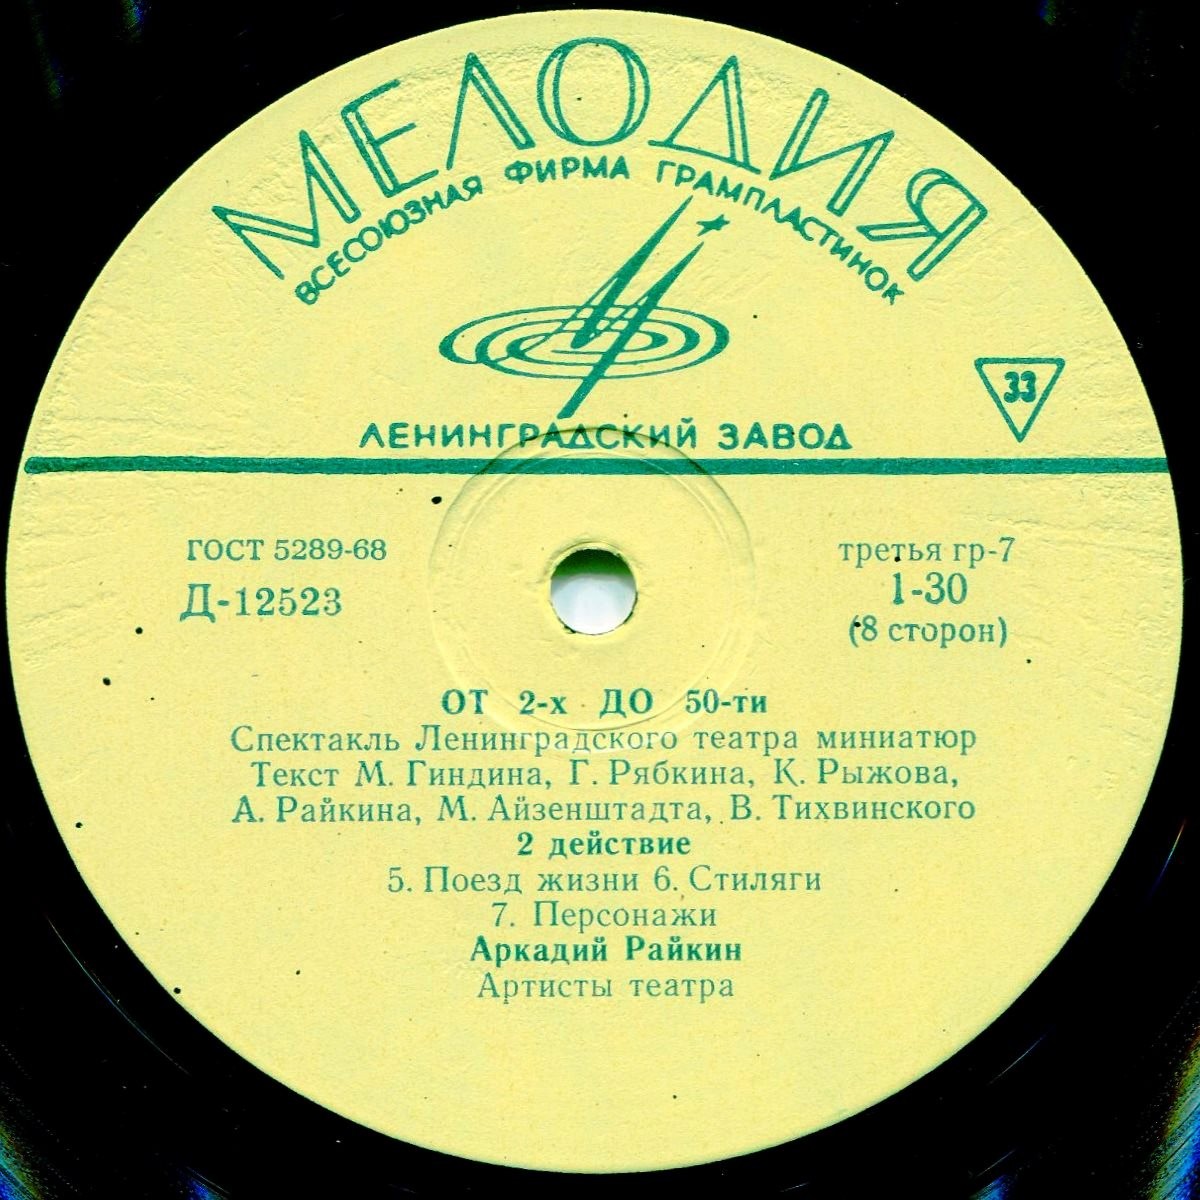 МЕЛОДИЯ
ВСЕСОЮЗНАЯ ФИРМА ГРАМПЛАСТИНОК
33
ЛЕНИНГРАДСКИЙ ЗАВОД
ГОСТ 5289-68
Д-12523
третья гр-7
1-30
(8 сторон)
ОТ 2-х ДО 50-ти
Спектакль Ленинградского театра миниатюр
Текст М. Гиндина, Г. Рябкина, К. Рыжова,
А. Райкина, М. Айзенштадта, В. Тихвинского
2 действие
5. Поезд жизни 6. Стиляги
7. Персонажи
Аркадий Райкин
Артисты театра